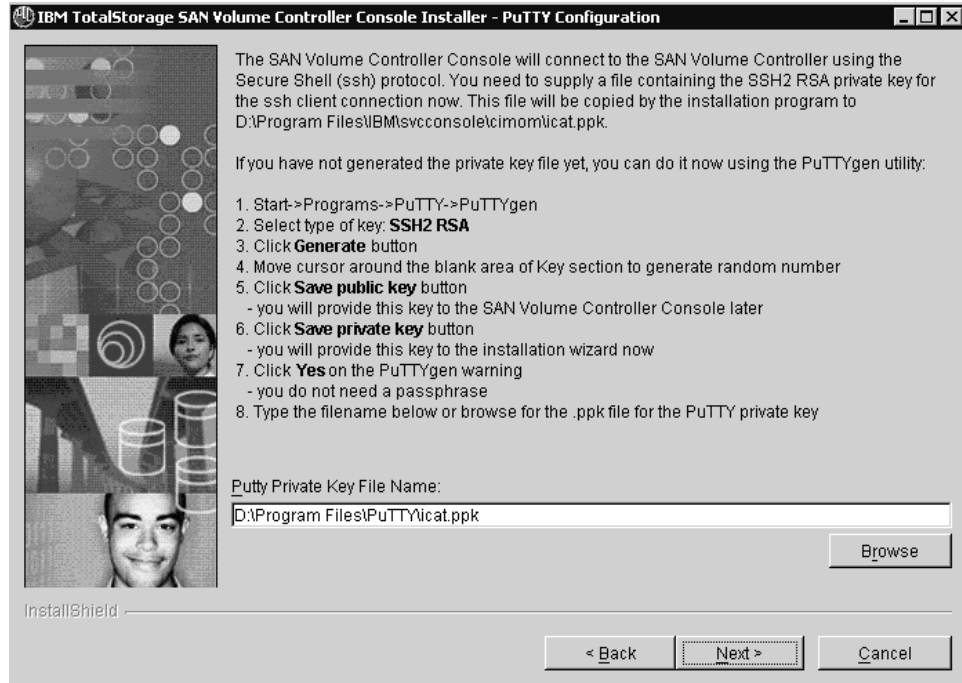 IBM TotalStorage SAN Volume Controller Console Installer - PuTTY Configuration
The SAN Volume Controller Console will connect to the SAN Volume Controller using the
Secure Shell (ssh) protocol. You need to supply a file containing the SSH2 RSA private key for
the ssh client connection now. This file will be copied by the installation program to
D:\Program Files\IBM\svcconsole\cimom\icat.ppk.
If you have not generated the private key file yet, you can do it now using the PuTTYgen utility:
1. Start->Programs->PuTTY->PuTTYgen
2. Select type of key: SSH2 RSA
3. Click Generate button
4. Move cursor around the blank area of Key section to generate random number
5. Click Save public key button
- you will provide this key to the SAN Volume Controller Console later
6. Click Save private key button
- you will provide this key to the installation wizard now
7. Click Yes on the PuTTYgen warning
- you do not need a passphrase
8. Type the filename below or browse for the .ppk file for the PuTTY private key
Putty Private Key File Name:
D:\Program Files\PuTTY\icat.ppk
Browse
InstallShield
< Back
Next >
Cancel